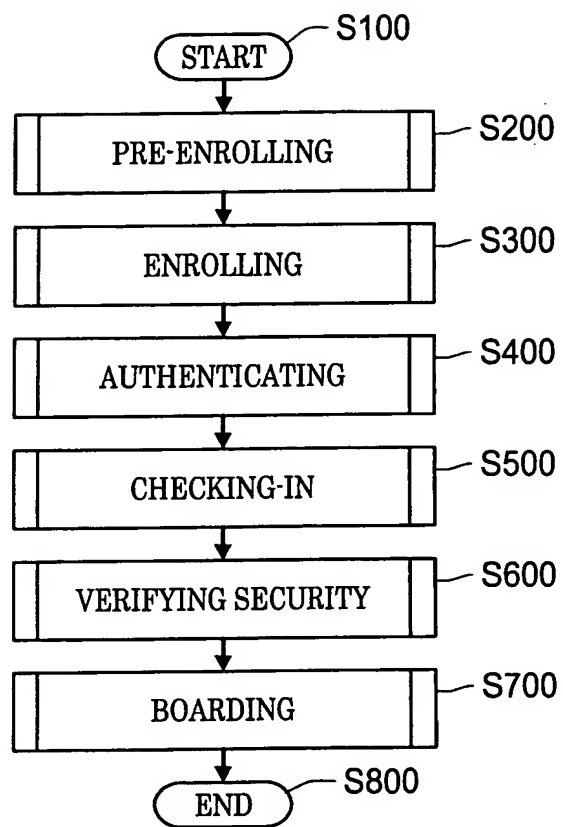 START S100
PRE-ENROLLING S200
ENROLLING S300
AUTHENTICATING S400
CHECKING-IN S500
VERIFYING SECURITY S600
BOARDING S700
END S800